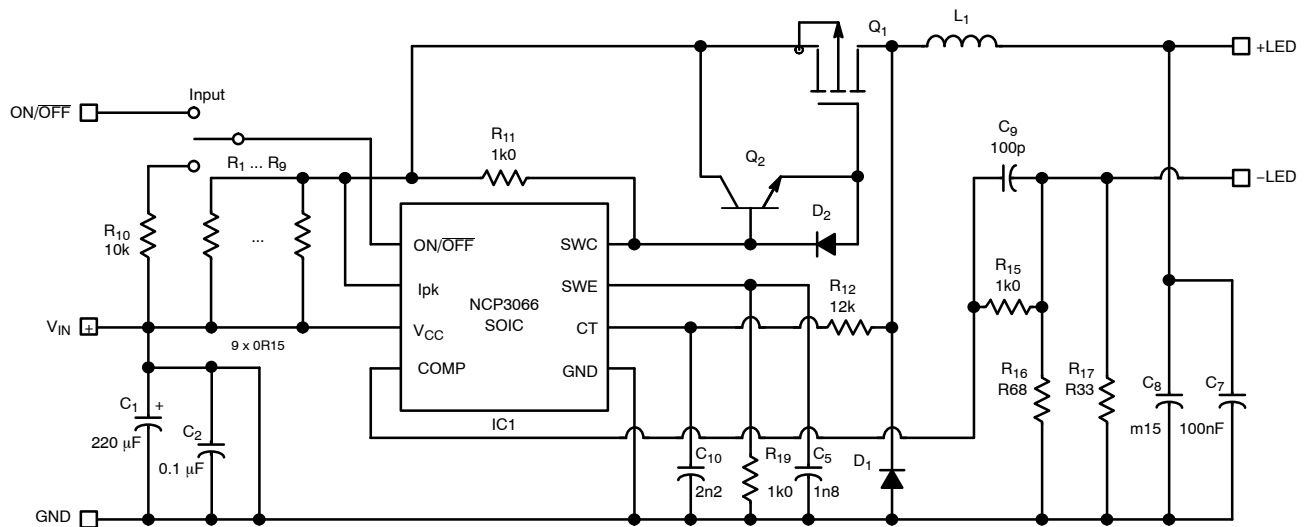 Q1
L1
+LED
ON/OFF
Input
R11
1k0
C9
100p
R1 ... R9
Q2
-LED
D2
R10
10k
...
ON/OFF
SWC
R15
1k0
Ipk
SWE
R12
12k
NCP3066
SOIC
VIN
+
VCC
CT
9 x 0R15
COMP
GND
R16
R68
R17
R33
C8
C7
C1
+
220 µF
C2
0.1 µF
IC1
m15
100nF
C10
2n2
R19
1k0
C5
1n8
D1
GND